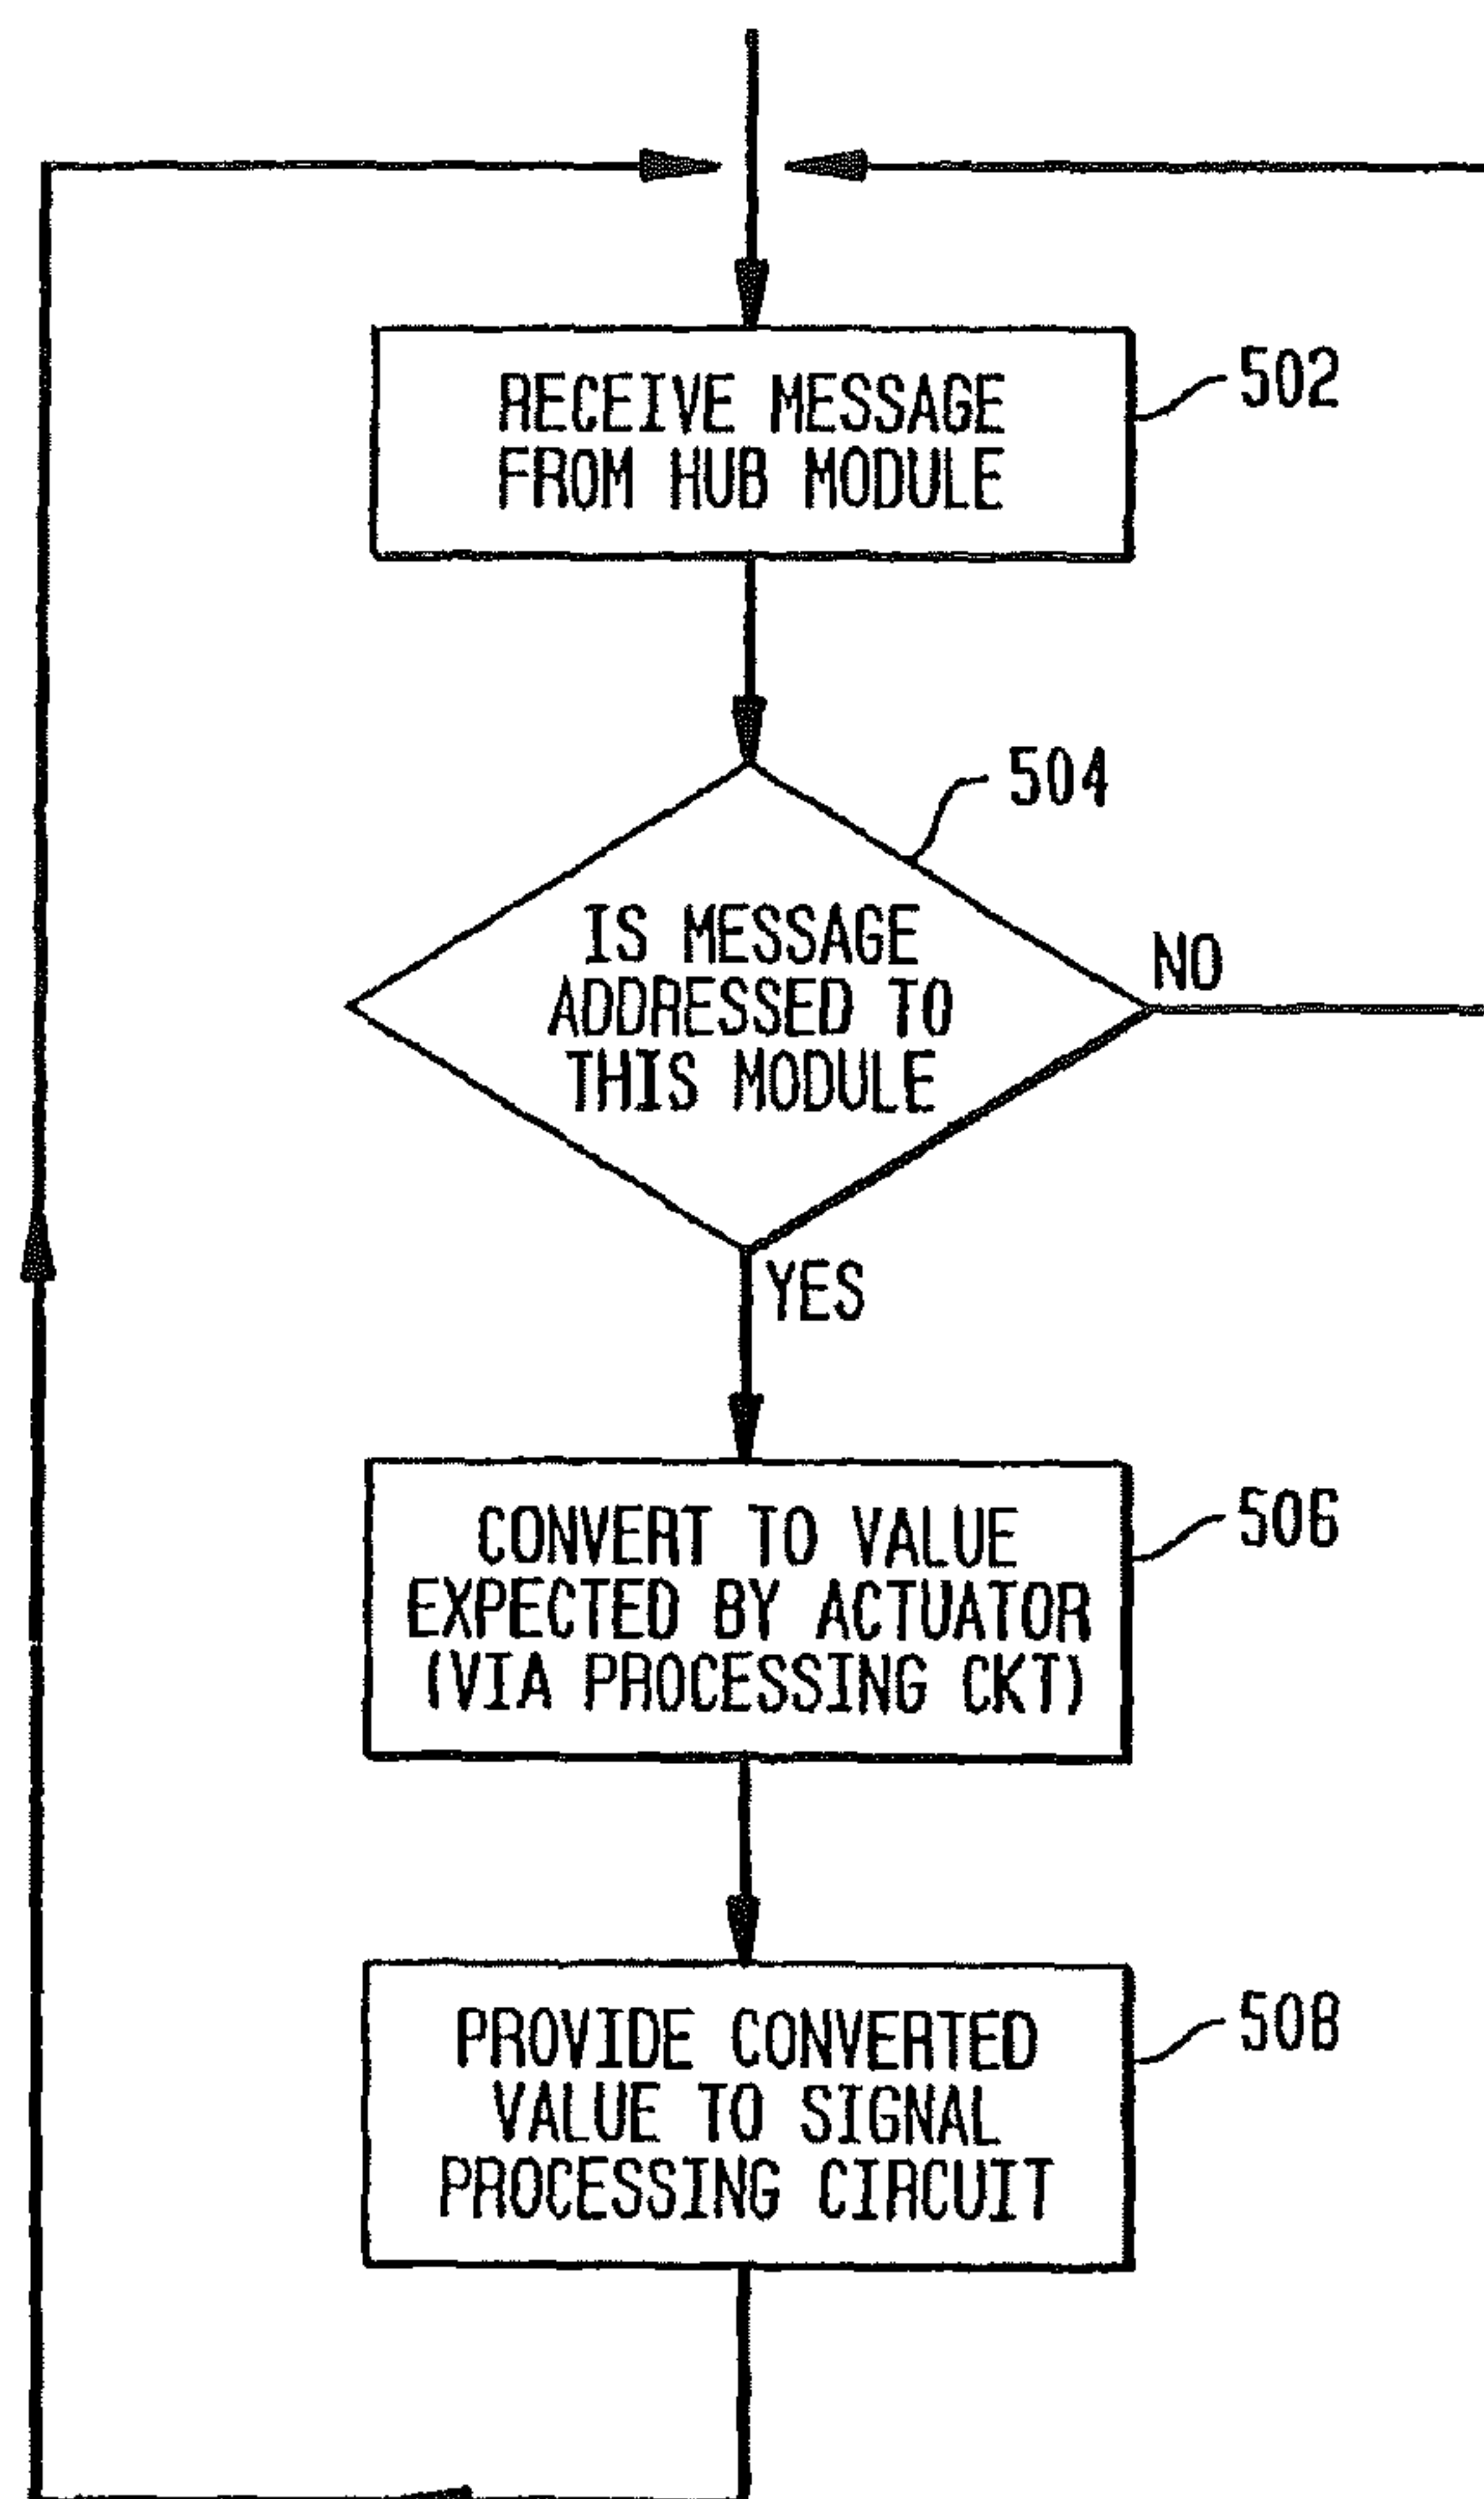 RECEIVE MESSAGE
FROM HUB MODULE
502
504
IS MESSAGE
ADDRESSED TO
THIS MODULE
NO
YES
CONVERT TO VALUE
EXPECTED BY ACTUATOR
(VIA PROCESSING CKT)
506
PROVIDE CONVERTED
VALUE TO SIGNAL
PROCESSING CIRCUIT
508